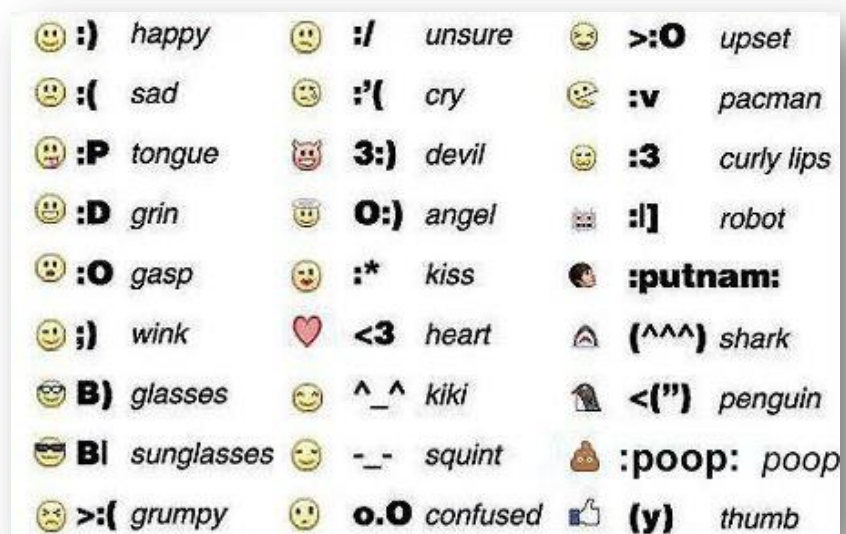 :) happy :/ unsure >:O upset
:( sad :’( cry :v pacman
:P tongue 3:) devil :3 curly lips
:D grin O:) angel :|] robot
:O gasp :* kiss :putnam:
;) wink <3 heart (^^^) shark
B) glasses ^_^ kiki <(”) penguin
B| sunglasses -_- squint :poop: poop
>:( grumpy o.O confused (y) thumb